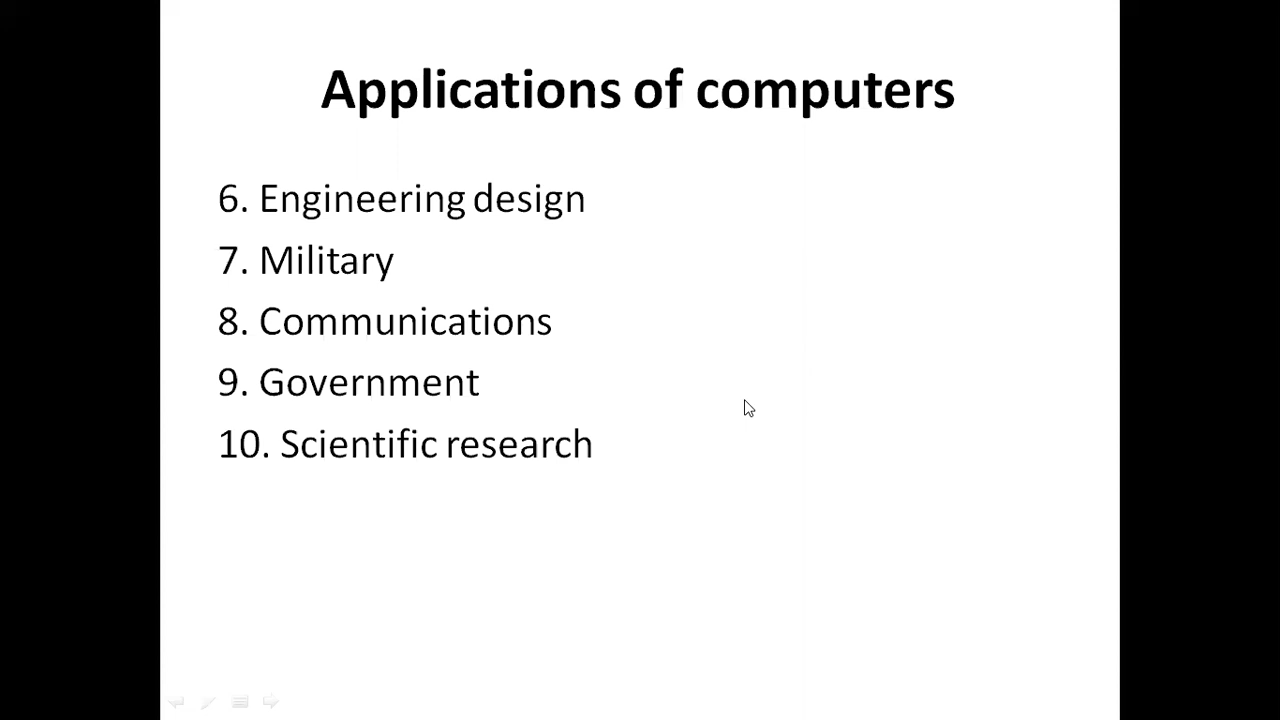 Applications of computers
6. Engineering design
7. Military
8. Communications
9. Government
10. Scientific research